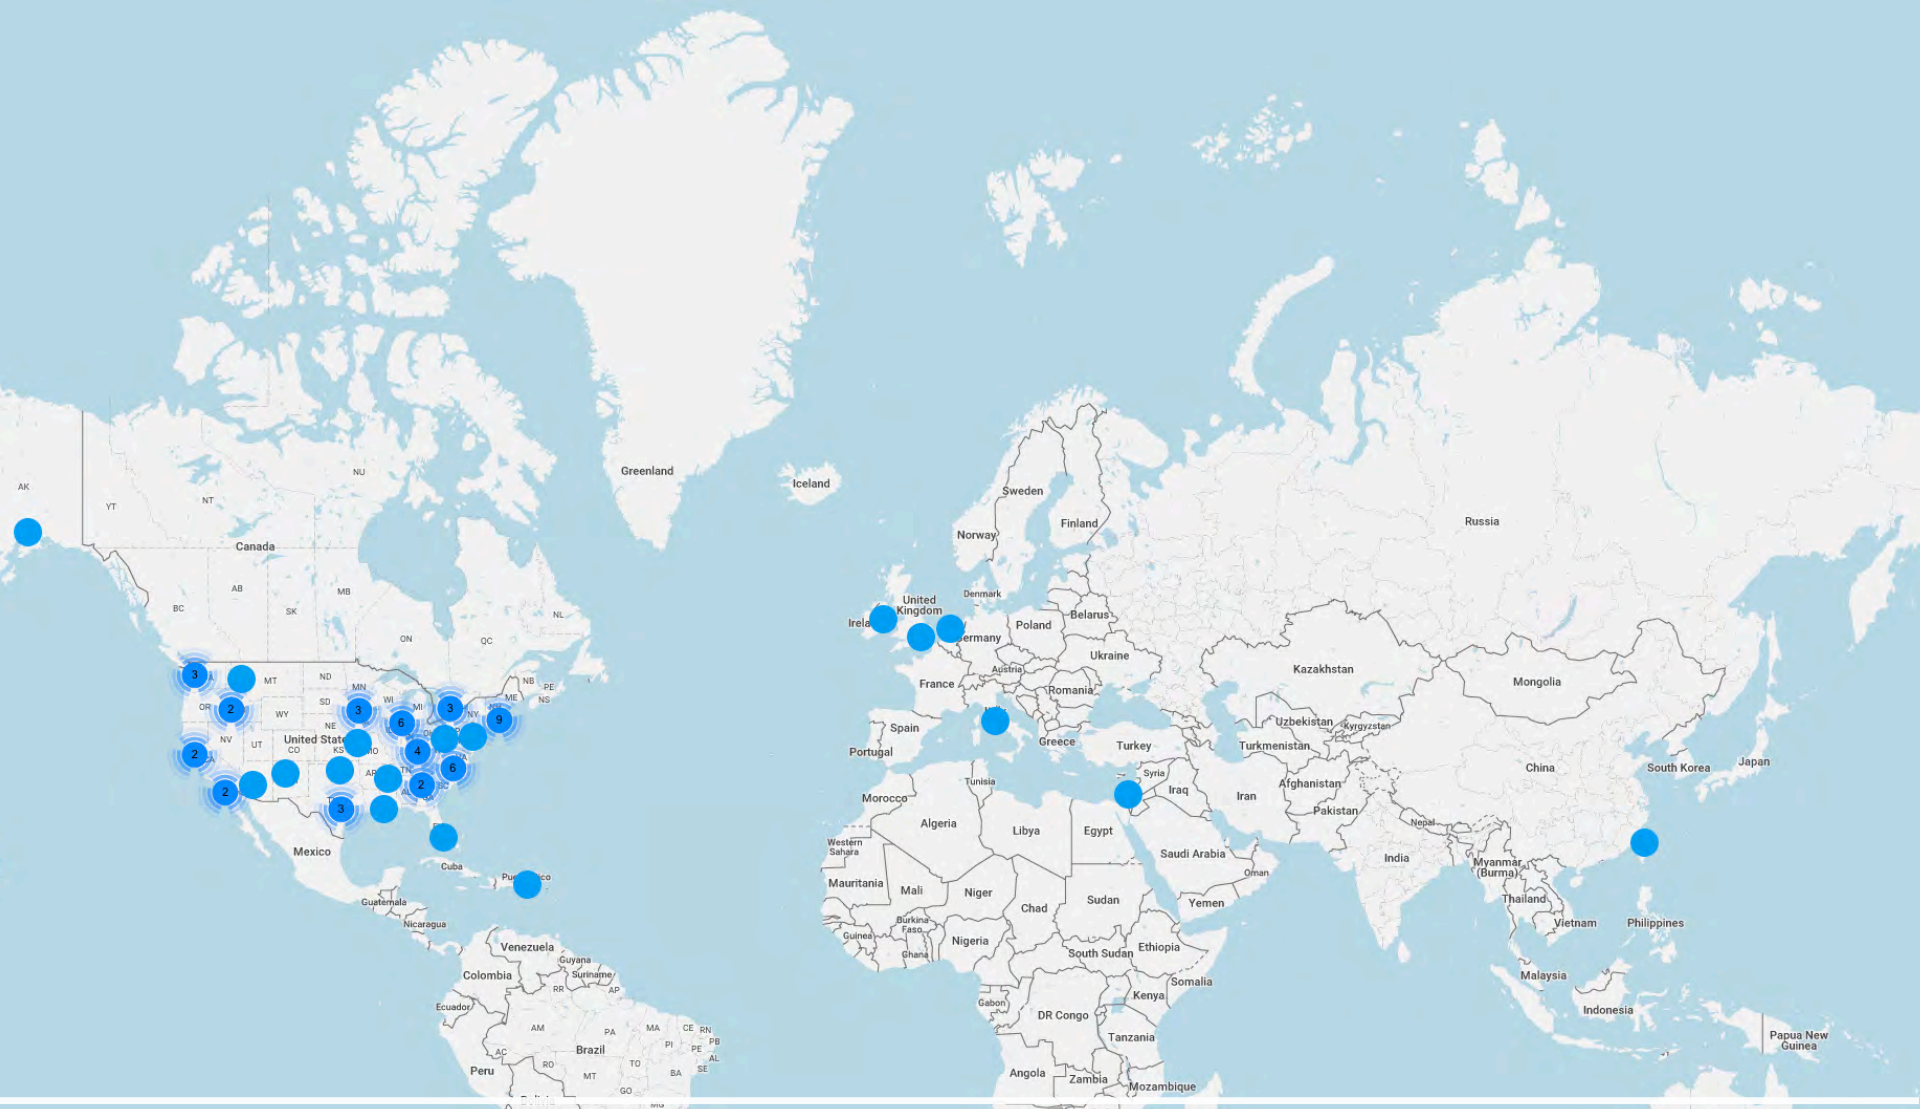 Greenland
Iceland
NU
AK
NT
YT
Sweden
Russia
Finland
Norway
Canada
AB
MB
BC
SK
NL
Denmark
United
Kingdom
Belarus
Poland
ON
QC
Germany
Ukraine
Kazakhstan
Austria
Mongolia
3
MT
ND
NB
PE
MN
ME
NS
France
Romania
OR
2
WY
SD
3
WI
MI
3
NY
9
6
NE
Spain
Uzbekistan
Kyrgyzstan
NV
UT
CO
KS
Greece
Turkey
Turkmenistan
Portugal
2
CA
4
China
South Korea
Japan
6
Syria
Tunisia
Iraq
Iran
Afghanistan
2
2
Morocco
Pakistan
3
Algeria
Libya
Egypt
Nepal
Mexico
Western
Sahara
Saudi Arabia
India
Myanmar
(Burma)
Cuba
Oman
Mauritania
Mali
Niger
Sudan
Yemen
Thailand
Guatemala
Chad
Nicaragua
Burkina
Faso
Vietnam
Philippines
Guinea
Nigeria
Ethiopia
Venezuela
Ghana
South Sudan
Guyana
Colombia
Suriname
Malaysia
Somalia
RR
AP
Kenya
Gabon
Ecuador
DR Congo
Indonesia
AM
PA
MA
CE
RN
Tanzania
Papua New
Guinea
PI
PB
AC
Brazil
PE
AL
RO
TO
SE
Peru
MT
BA
Angola
Zambia
Mozambique
GO